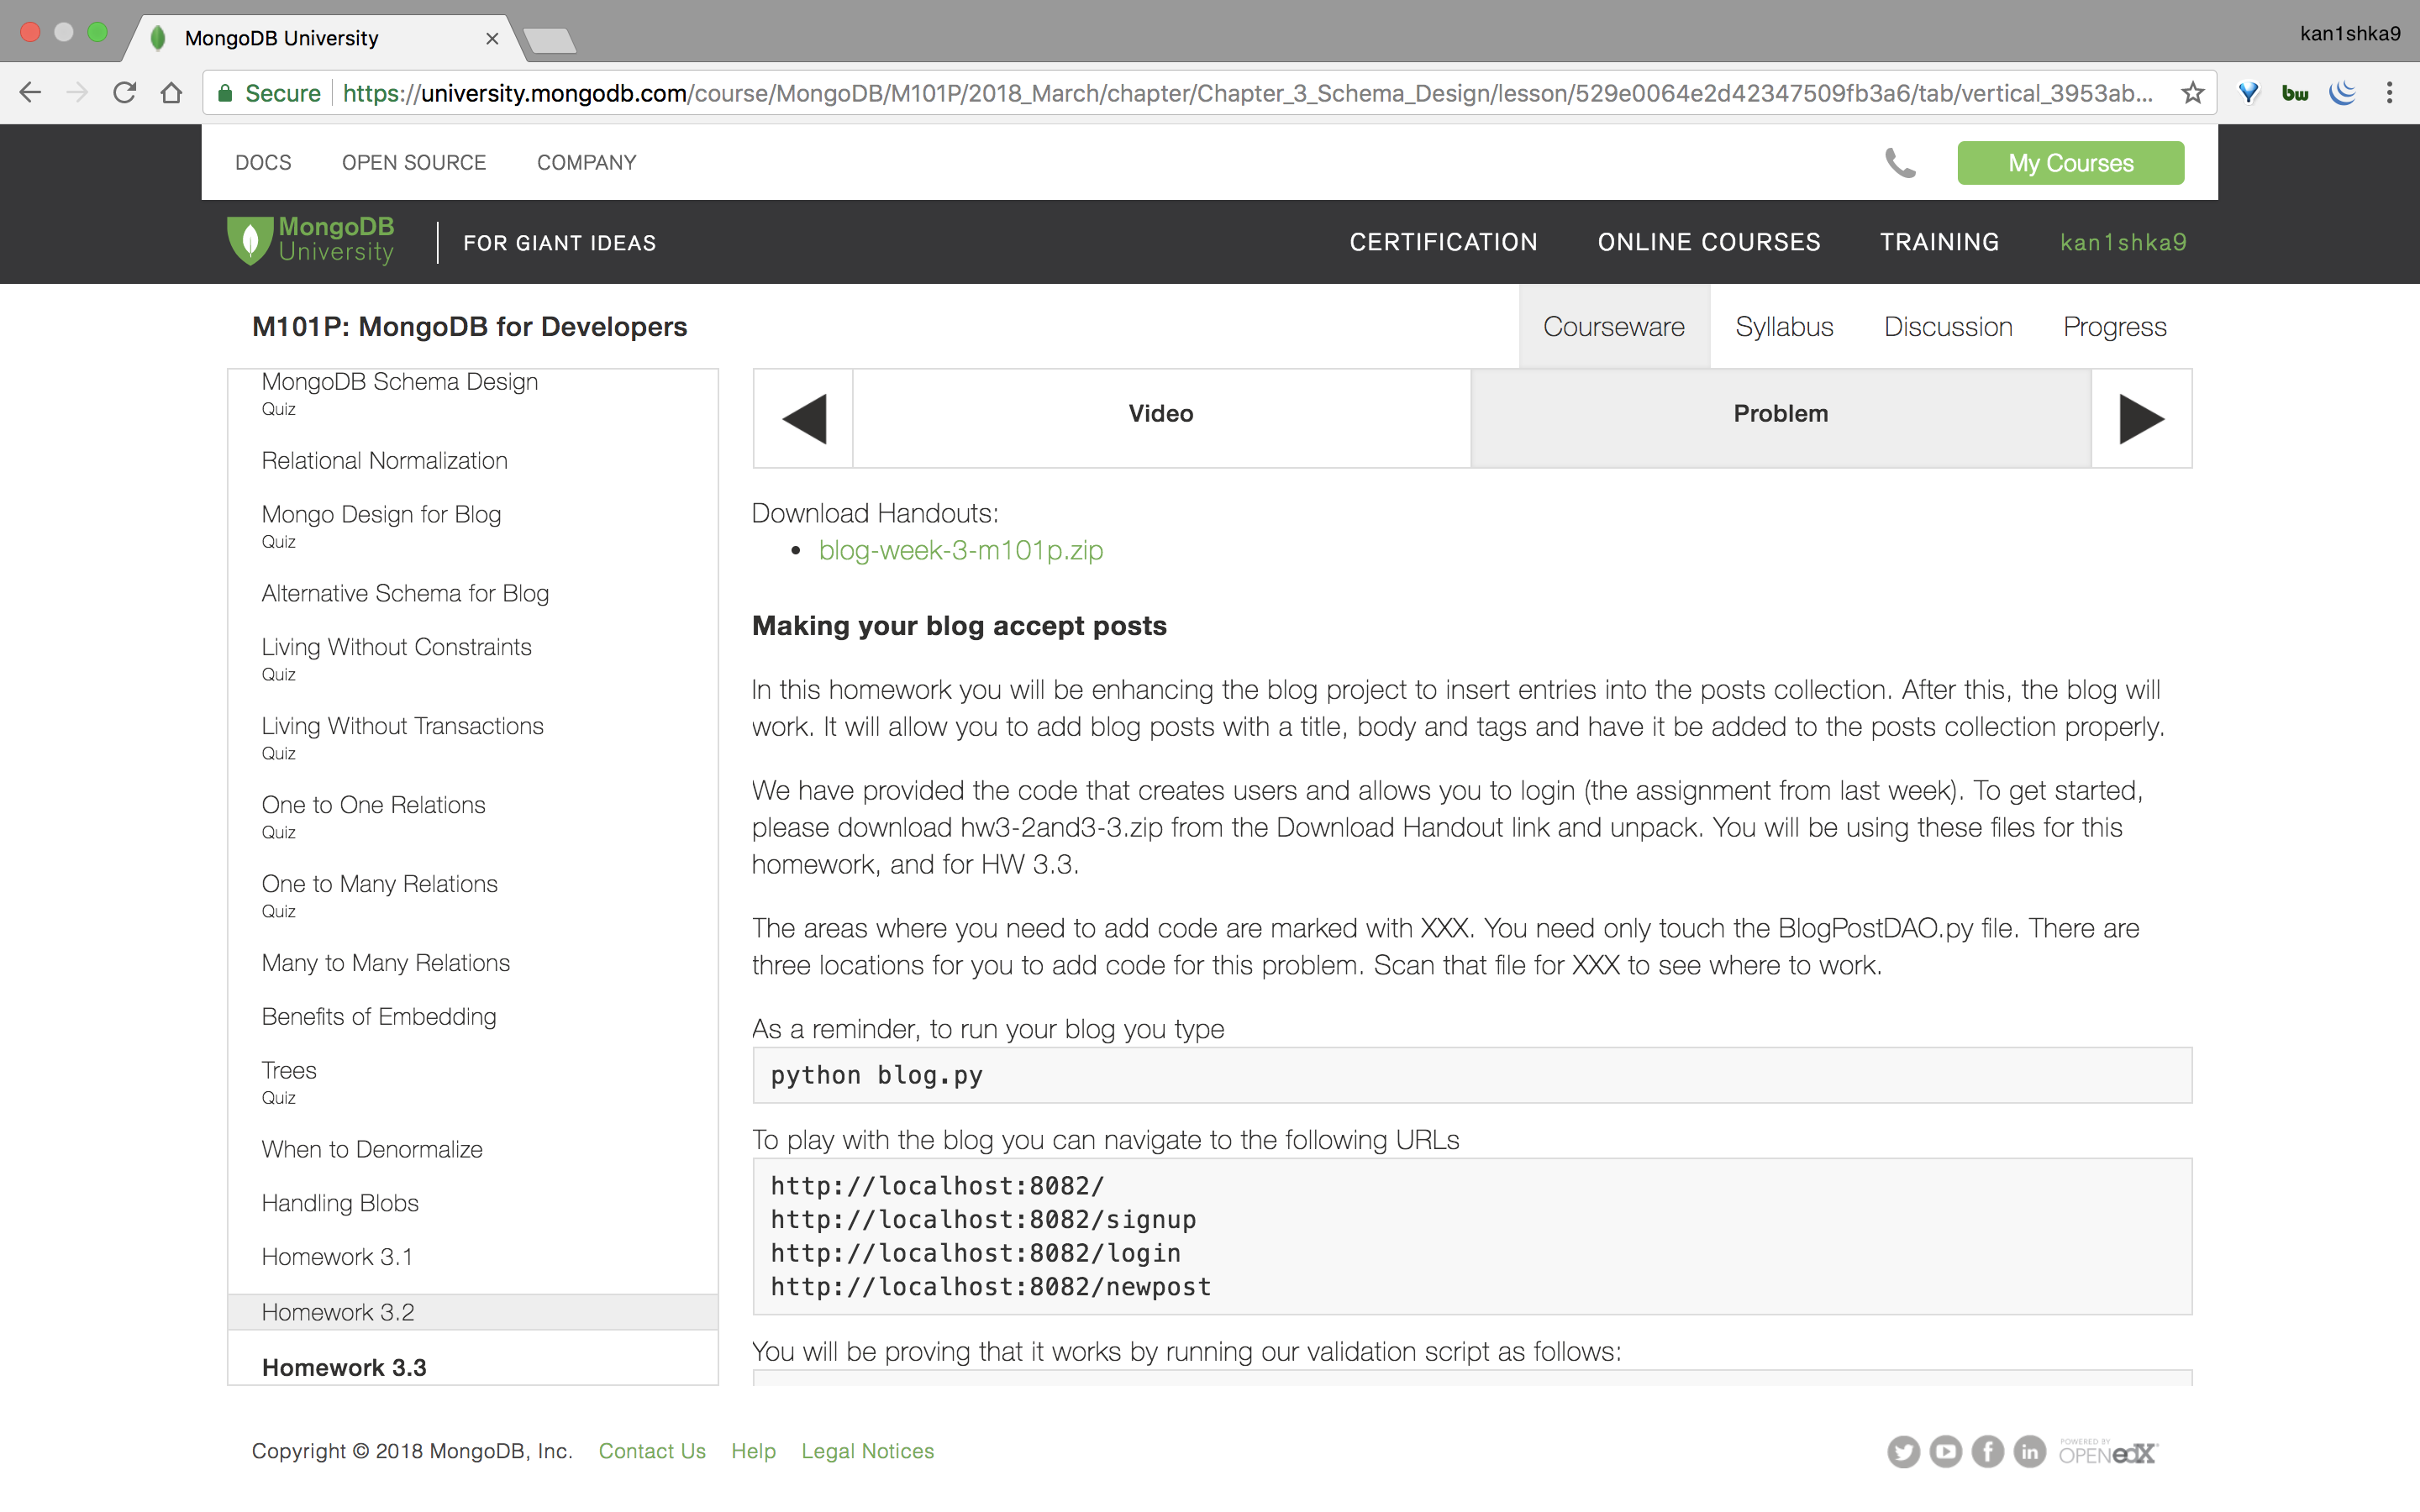 MongoDB University
kan1shka9
Secure https://university.mongodb.com/course/MongoDB/M101P/2018_March/chapter/Chapter_3_Schema_Design/lesson/529e0064e2d42347509fb3a6/tab/vertical_3953ab...
bw
DOCS OPEN SOURCE COMPANY
My Courses
MongoDB
University
FOR GIANT IDEAS
CERTIFICATION ONLINE COURSES TRAINING kan1shka9
M101P: MongoDB for Developers
Courseware Syllabus Discussion Progress
MongoDB Schema Design
Quiz
Relational Normalization
Mongo Design for Blog
Quiz
Alternative Schema for Blog
Living Without Constraints
Quiz
Living Without Transactions
Quiz
One to One Relations
Quiz
One to Many Relations
Quiz
Many to Many Relations
Benefits of Embedding
Trees
Quiz
When to Denormalize
Handling Blobs
Homework 3.1
Homework 3.2
Homework 3.3
Video
Problem
Download Handouts:
• blog-week-3-m101p.zip
Making your blog accept posts
In this homework you will be enhancing the blog project to insert entries into the posts collection. After this, the blog will
work. It will allow you to add blog posts with a title, body and tags and have it be added to the posts collection properly.
We have provided the code that creates users and allows you to login (the assignment from last week). To get started,
please download hw3-2and3-3.zip from the Download Handout link and unpack. You will be using these files for this
homework, and for HW 3.3.
The areas where you need to add code are marked with XXX. You need only touch the BlogPostDAO.py file. There are
three locations for you to add code for this problem. Scan that file for XXX to see where to work.
As a reminder, to run your blog you type
python blog.py
To play with the blog you can navigate to the following URLs
http://localhost:8082/
http://localhost:8082/signup
http://localhost:8082/login
http://localhost:8082/newpost
You will be proving that it works by running our validation script as follows:
Copyright © 2018 MongoDB, Inc. Contact Us Help Legal Notices
POWERED BY
OPEN edX